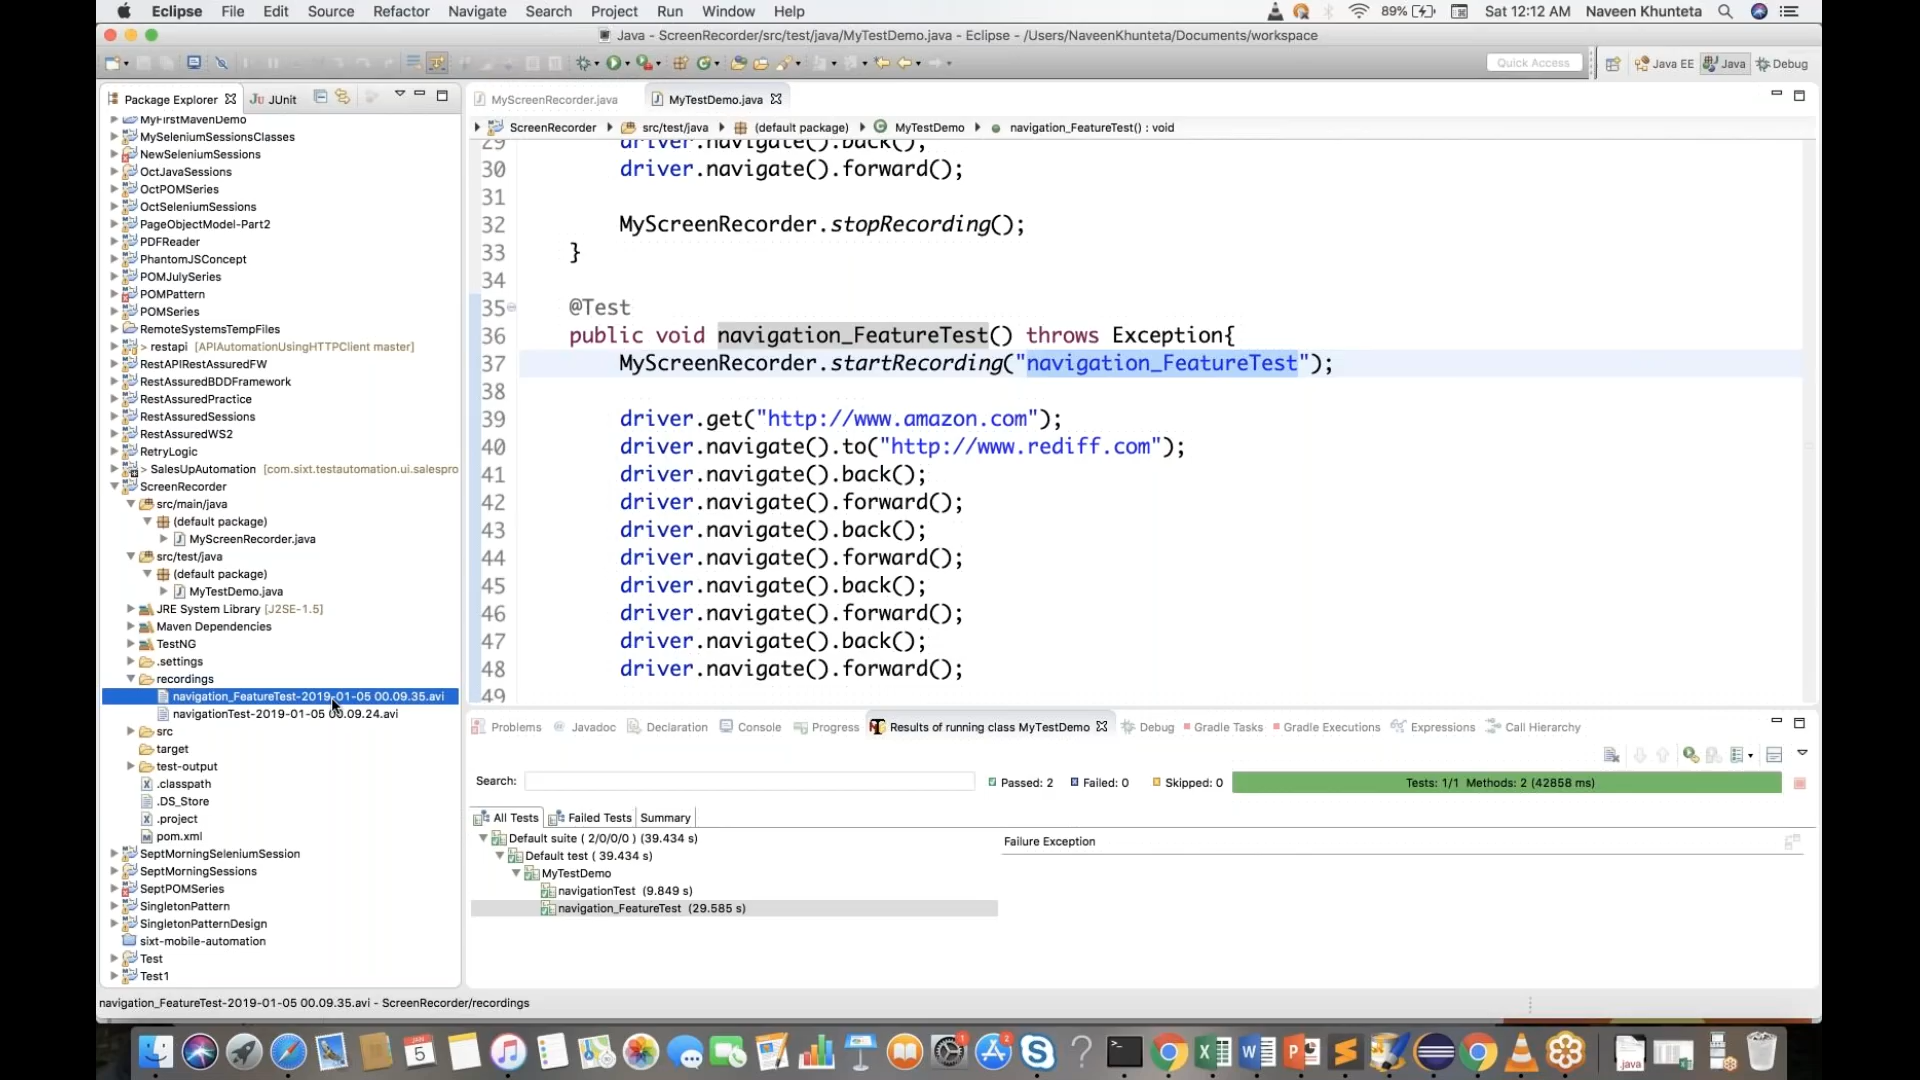 Eclipse File Edit Source Refactor Navigate Search Project Run Window Help 89% Sat 12:12 AM Naveen Khunteta
Java - ScreenRecorder/src/test/java/MyTestDemo.java - Eclipse - /Users/NaveenKhunteta/Documents/workspace
Quick Access Java EE Java Debug
Package Explorer JUnit
MyFirstMavenDemo
MySeleniumSessionsClasses
NewSeleniumSessions
OctJavaSessions
OctPOMSeries
OctSeleniumSessions
PageObjectModel-Part2
PDFReader
PhantomJSConcept
POMJulySeries
POMPattern
POMSeries
RemoteSystemsTempFiles
> restapi [APIAutomationUsingHTTPClient master]
RestAPIRestAssuredFW
RestAssuredBDDFramework
RestAssuredPractice
RestAssuredSessions
RestAssuredWS2
RetryLogic
> SalesUpAutomation [com.sixt.testautomation.ui.salespro
ScreenRecorder
src/main/java
(default package)
MyScreenRecorder.java
src/test/java
(default package)
MyTestDemo.java
JRE System Library [J2SE-1.5]
Maven Dependencies
TestNG
.settings
recordings
navigation_FeatureTest-2019-01-05 00.09.35.avi
navigationTest-2019-01-05 00.09.24.avi
src
target
test-output
.classpath
.DS_Store
.project
pom.xml
SeptMorningSeleniumSession
SeptMorningSessions
SeptPOMSeries
SingletonPattern
SingletonPatternDesign
sixt-mobile-automation
Test
Test1
MyScreenRecorder.java MyTestDemo.java
ScreenRecorder src/test/java (default package) MyTestDemo navigation_FeatureTest() : void
29 driver.navigate().back();
30 driver.navigate().forward();
31
32 MyScreenRecorder.stopRecording();
33 }
34
35 @Test
36 public void navigation_FeatureTest() throws Exception{
37 MyScreenRecorder.startRecording("navigation_FeatureTest");
38
39 driver.get("http://www.amazon.com");
40 driver.navigate().to("http://www.rediff.com");
41 driver.navigate().back();
42 driver.navigate().forward();
43 driver.navigate().back();
44 driver.navigate().forward();
45 driver.navigate().back();
46 driver.navigate().forward();
47 driver.navigate().back();
48 driver.navigate().forward();
49
Problems Javadoc Declaration Console Progress Results of running class MyTestDemo Debug Gradle Tasks Gradle Executions Expressions Call Hierarchy
Search: Passed: 2 Failed: 0 Skipped: 0 Tests: 1/1 Methods: 2 (42858 ms)
All Tests Failed Tests Summary
Default suite ( 2/0/0/0 ) (39.434 s)
Failure Exception
Default test ( 39.434 s)
MyTestDemo
navigationTest (9.849 s)
navigation_FeatureTest (29.585 s)
navigation_FeatureTest-2019-01-05 00.09.35.avi - ScreenRecorder/recordings